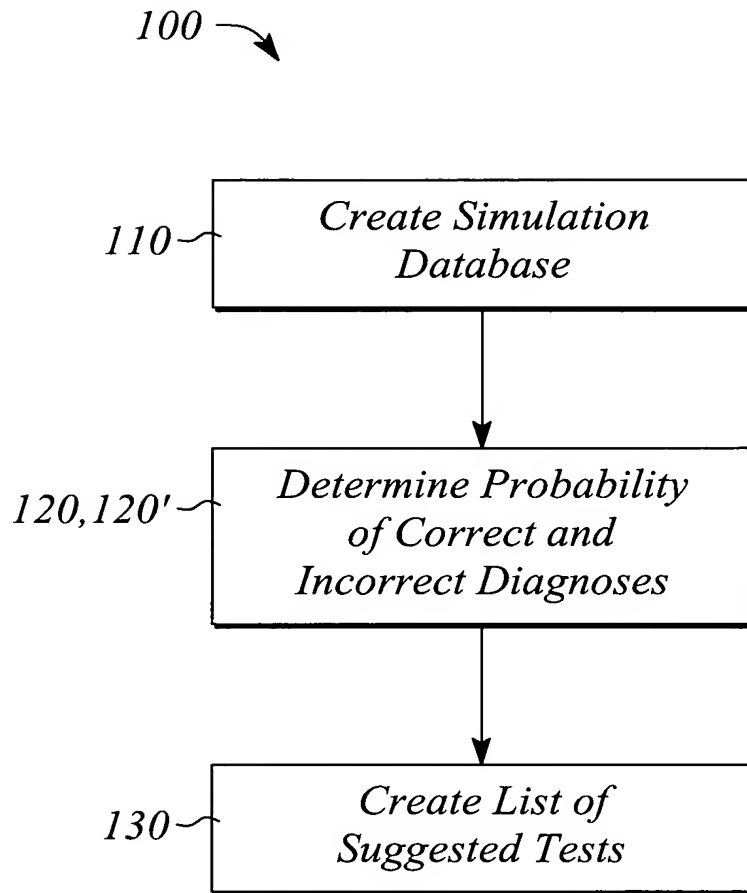 100
110
Create Simulation
Database
120,120'
Determine Probability
of Correct and
Incorrect Diagnoses
130
Create List of
Suggested Tests